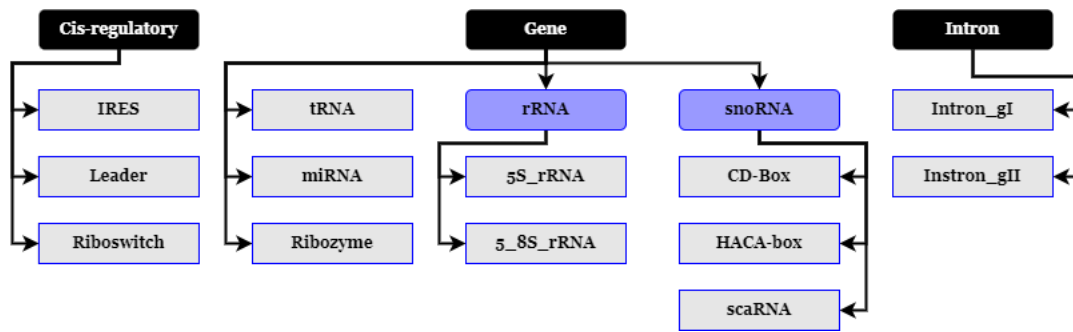 Cis-regulatory
Gene
Intron
IRES
tRNA
rRNA
snoRNA
Intron_gI
Leader
miRNA
5S_rRNA
CD-Box
Instron_gII
Riboswitch
Ribozyme
5_8S_rRNA
HACA-box
scaRNA